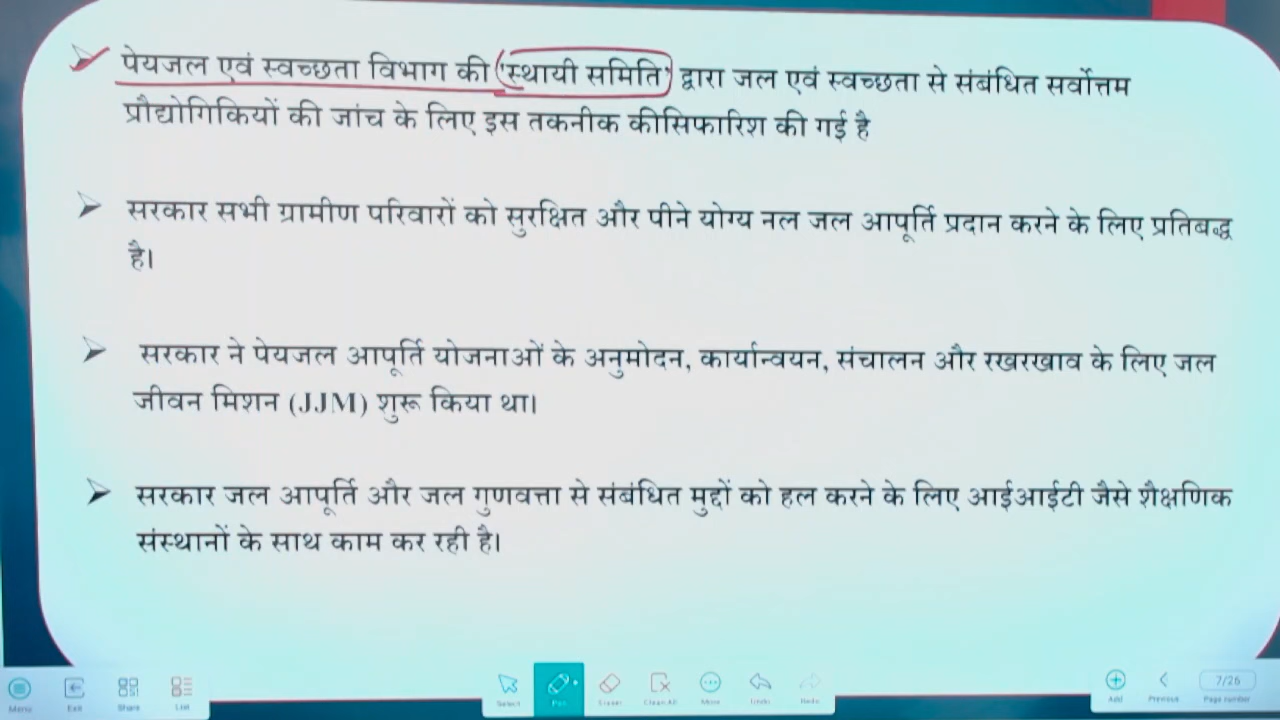 पेयजल एवं स्वच्छता विभाग की 'स्थायी समिति' द्वारा जल एवं स्वच्छता से संबंधित सर्वोत्तम
प्रौद्योगिकियों की जांच के लिए इस तकनीक कीसिफारिश की गई है
सरकार सभी ग्रामीण परिवारों को सुरक्षित और पीने योग्य नल जल आपूर्ति प्रदान करने के लिए प्रतिबद्ध
है।
सरकार ने पेयजल आपूर्ति योजनाओं के अनुमोदन, कार्यान्वयन, संचालन और रखरखाव के लिए जल
जीवन मिशन (JJM) शुरू किया था।
सरकार जल आपूर्ति और जल गुणवत्ता से संबंधित मुद्दों को हल करने के लिए आईआईटी जैसे शैक्षणिक
संस्थानों के साथ काम कर रही है।
Menu Exit Share List Select Pen Eraser Clean All More Undo Redo Add Previous 7/26 Page number